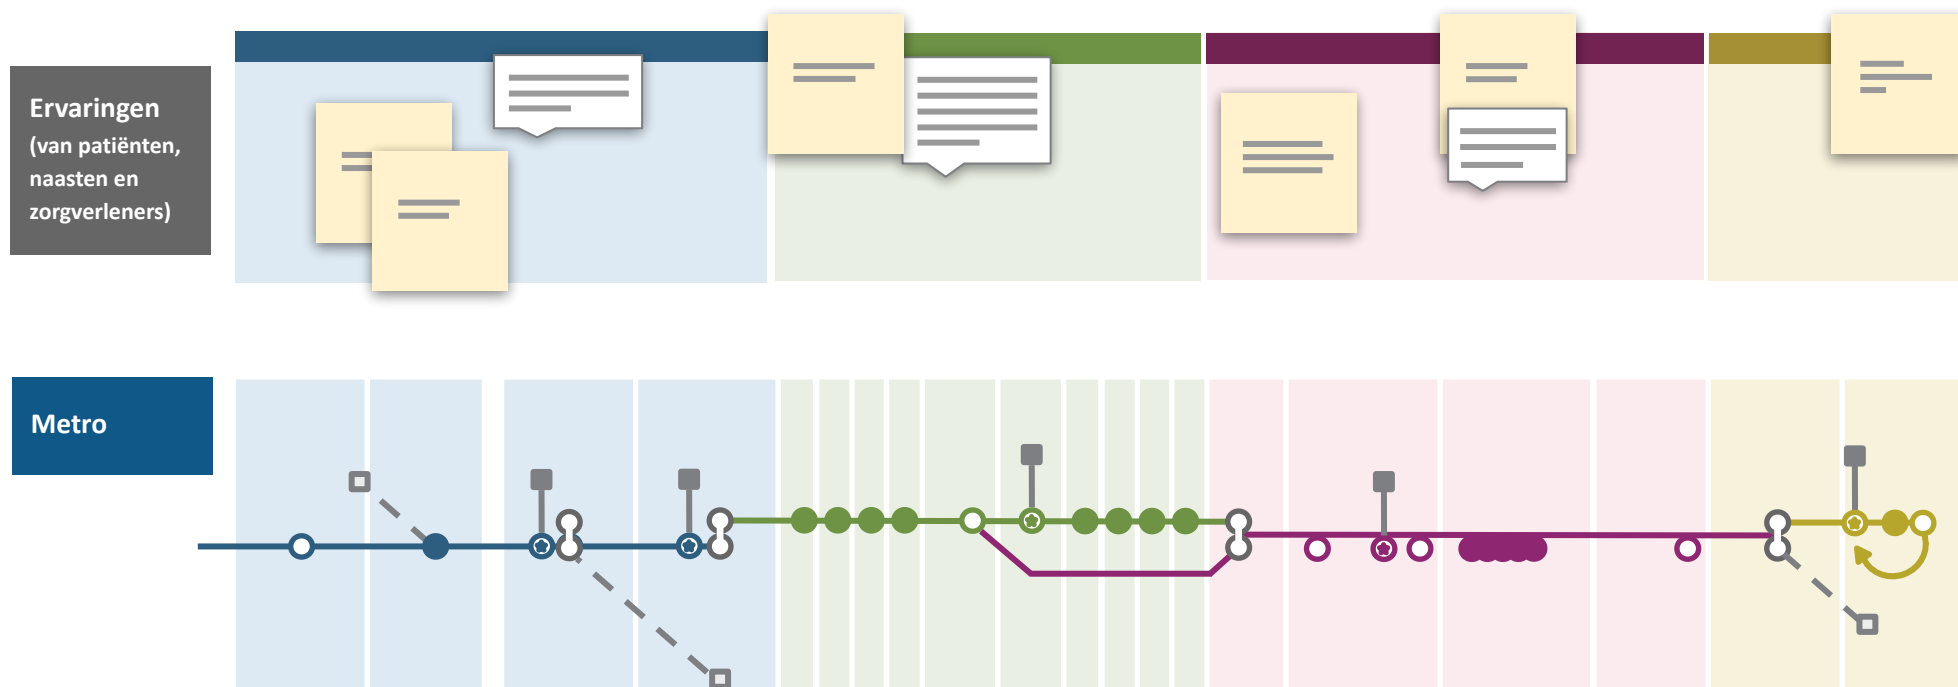 Ervaringen
(van patiënten,
naasten en
zorgverleners)
Metro